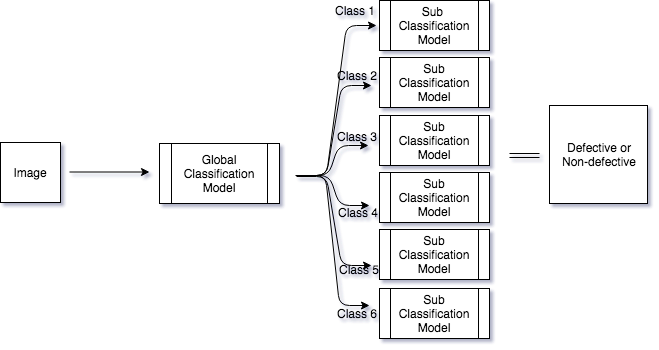 Image
Global
Classification
Model
Class 1
Sub
Classification
Model
Class 2
Sub
Classification
Model
Class 3
Sub
Classification
Model
Class 4
Sub
Classification
Model
Class 5
Sub
Classification
Model
Class 6
Sub
Classification
Model
Defective or
Non-defective